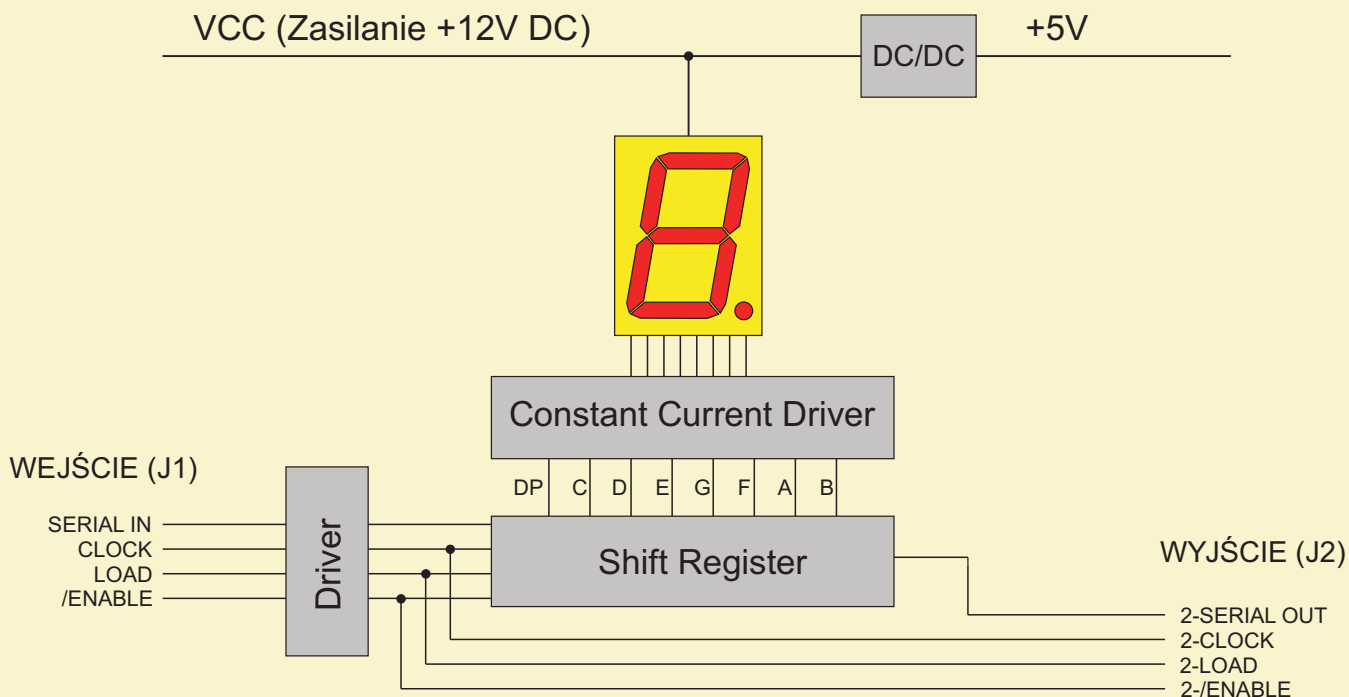 VCC (Zasilanie +12V DC)
DC/DC
+5V
Constant Current Driver
DP C D E G F A B
WEJŚCIE (J1)
SERIAL IN
CLOCK
LOAD
/ENABLE
Driver
Shift Register
WYJŚCIE (J2)
2-SERIAL OUT
2-CLOCK
2-LOAD
2-/ENABLE